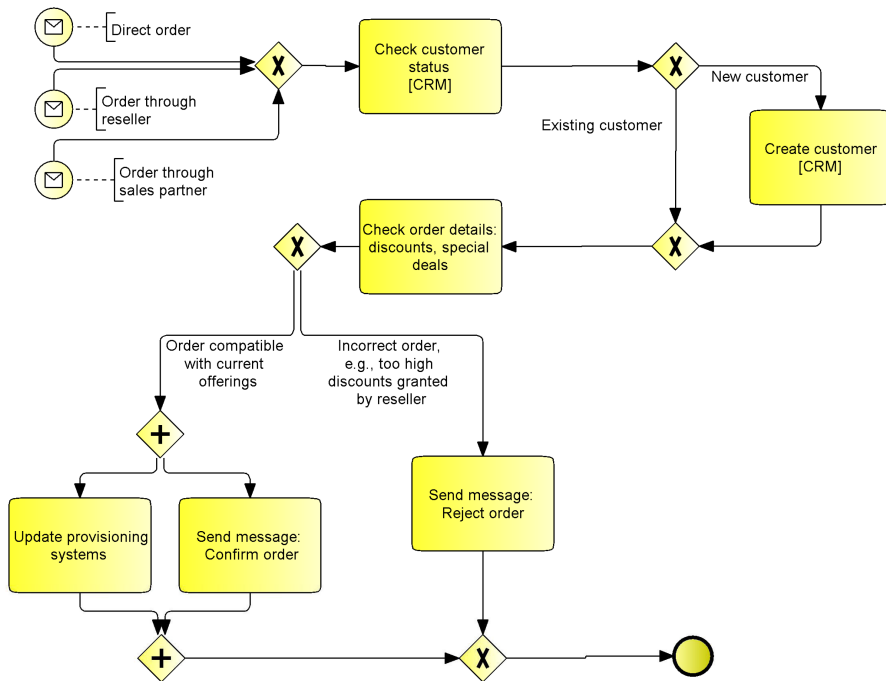 Direct order
Order through
reseller
Order through
sales partner
Check customer
status
[CRM]
New customer
Existing customer
Create customer
[CRM]
Check order details:
discounts, special
deals
Order compatible
with current
offerings
Incorrect order,
e.g., too high
discounts granted
by reseller
Update provisioning
systems
Send message:
Confirm order
Send message:
Reject order